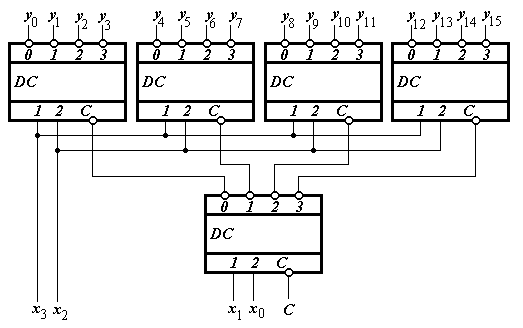 y0 y1 y2 y3 y4 y5 y6 y7 y8 y9 y10 y11 y12 y13 y14 y15
0 1 2 3 0 1 2 3 0 1 2 3 0 1 2 3
DC DC DC DC
1 2 C 1 2 C 1 2 C 1 2 C
0 1 2 3
DC
1 2 C
x3 x2 x1 x0 C